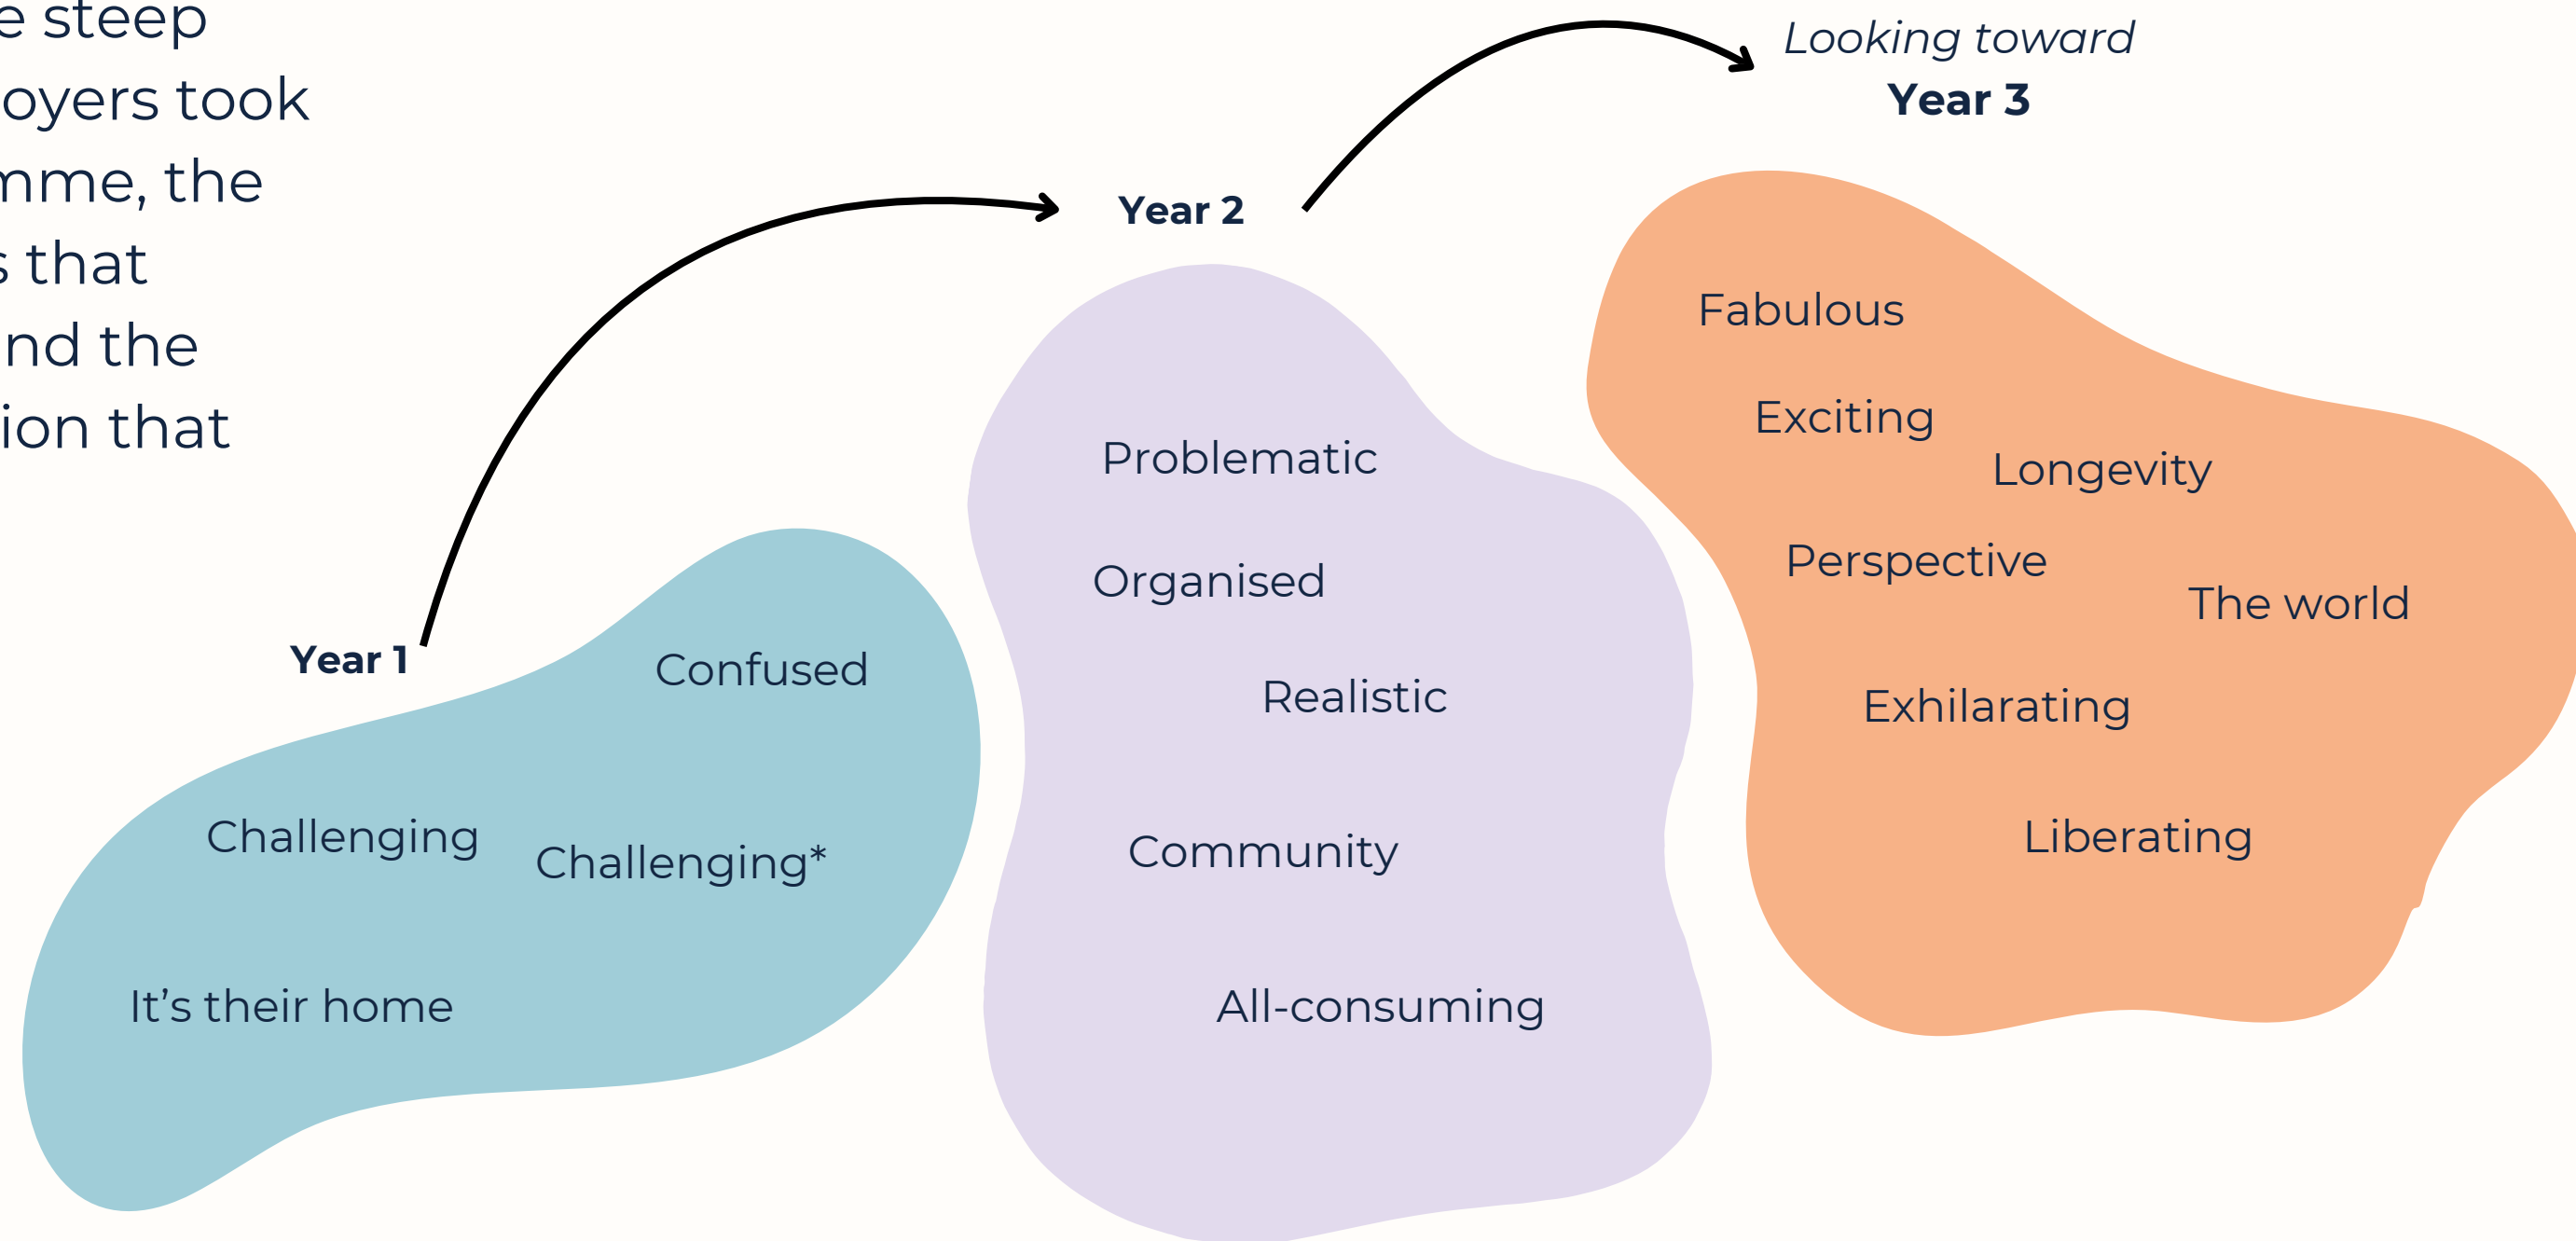 e steep
oyers took
mme, the
s that
nd the
ion that
Year 1
Confused
Challenging
Challenging*
It's their home
Year 2
Problematic
Organised
Realistic
Community
All-consuming
Looking toward
Year 3
Fabulous
Exciting
Longevity
Perspective
The world
Exhilarating
Liberating